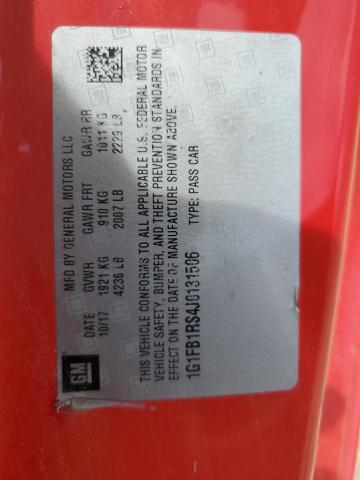 GM
MFD BY GENERAL MOTORS LLC
DATE GVWR GAWR FRT GAWR RR
10/17 1921 KG 910 KG 1011 KG
4236 LB 2007 LB 2229 LB
THIS VEHICLE CONFORMS TO ALL APPLICABLE U.S. FEDERAL MOTOR
VEHICLE SAFETY, BUMPER, AND THEFT PREVENTION STANDARDS IN
EFFECT ON THE DATE OF MANUFACTURE SHOWN ABOVE.
1G1FB1RS4J0131506 TYPE: PASS CAR